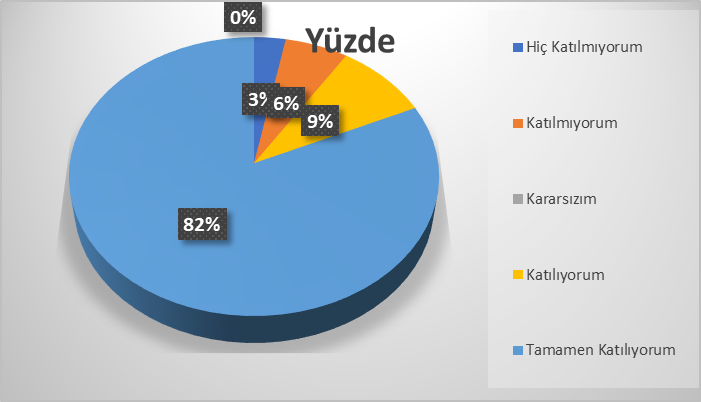 Yüzde
0%
3%
6%
9%
82%
Hiç Katılmıyorum
Katılmıyorum
Kararsızım
Katılıyorum
Tamamen Katılıyorum